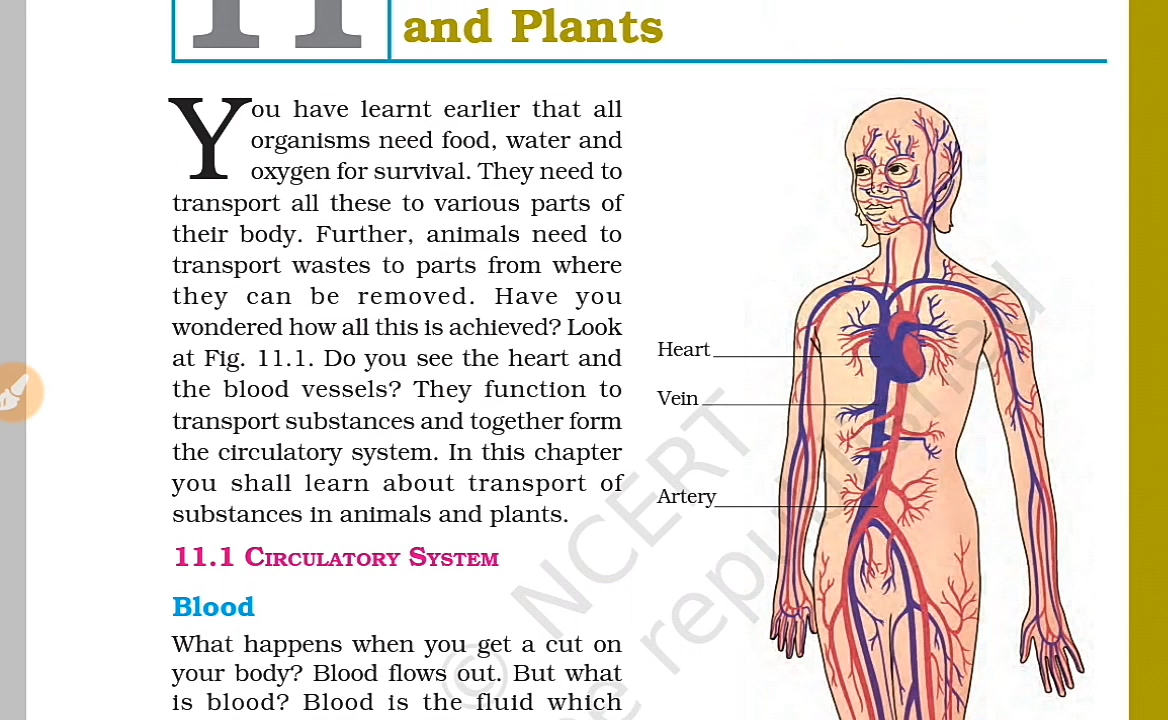 11
and Plants
You have learnt earlier that all
organisms need food, water and
oxygen for survival. They need to
transport all these to various parts of
their body. Further, animals need to
transport wastes to parts from where
they can be removed. Have you
wondered how all this is achieved? Look
at Fig. 11.1. Do you see the heart and
the blood vessels? They function to
transport substances and together form
the circulatory system. In this chapter
you shall learn about transport of
substances in animals and plants.
11.1 CIRCULATORY SYSTEM
Blood
What happens when you get a cut on
your body? Blood flows out. But what
is blood? Blood is the fluid which
Heart
Vein
Artery
© NCERT
be republished